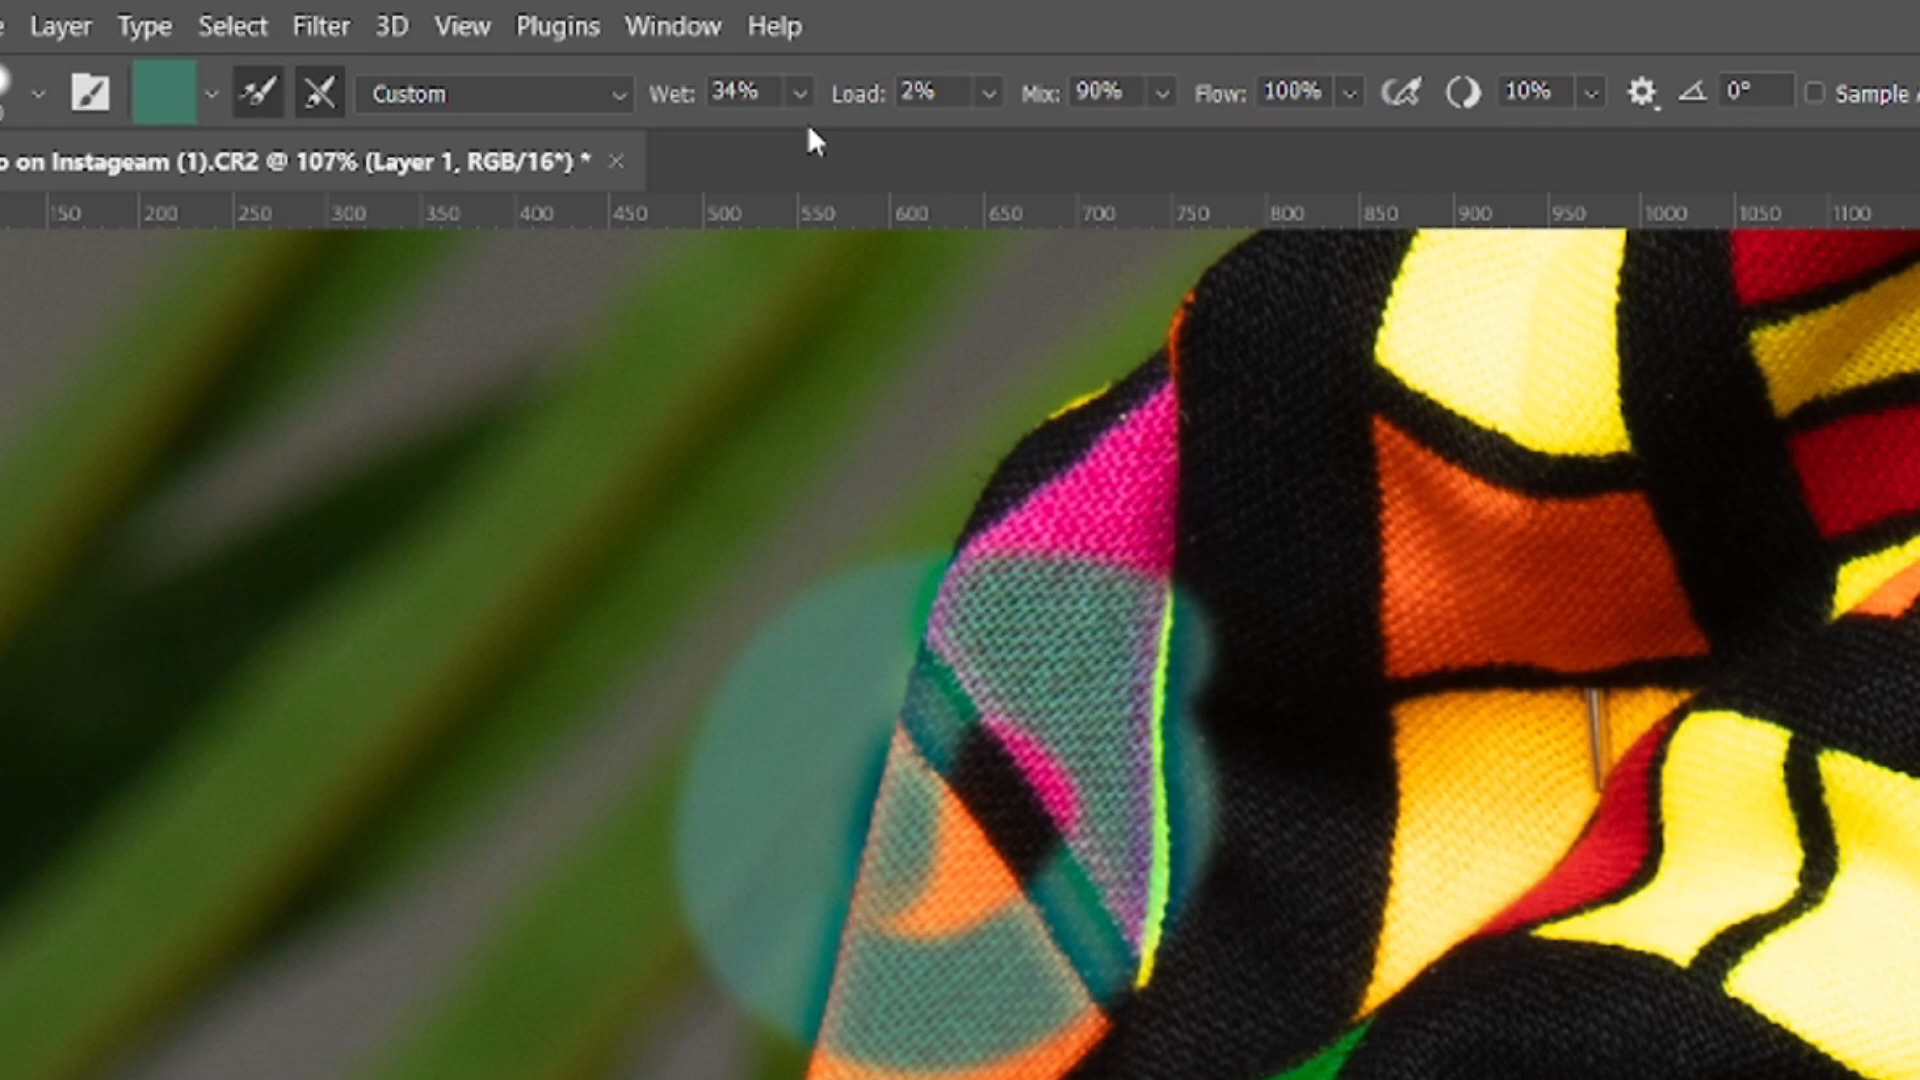 Layer Type Select Filter 3D View Plugins Window Help
Custom Wet: 34% Load: 2% Mix: 90% Flow: 100% 10% 0° Sample
on Instageam (1).CR2 @ 107% (Layer 1, RGB/16*) * ×
150 200 250 300 350 400 450 500 550 600 650 700 750 800 850 900 950 1000 1050 1100